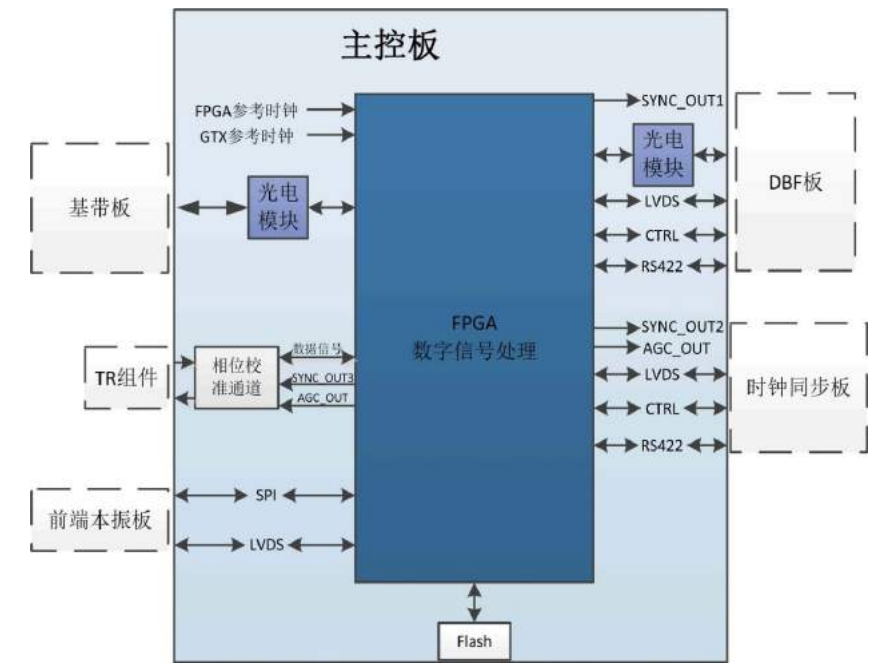 主控板
FPGA参考时钟
GTX参考时钟
基带板
光电
模块
TR组件
相位校
准通道
数据信号
SYNC_OUT3
AGC_OUT
前端本振板
SPI
LVDS
FPGA
数字信号处理
Flash
SYNC_OUT1
光电
模块
LVDS
CTRL
RS422
DBF板
SYNC_OUT2
AGC_OUT
LVDS
CTRL
RS422
时钟同步板